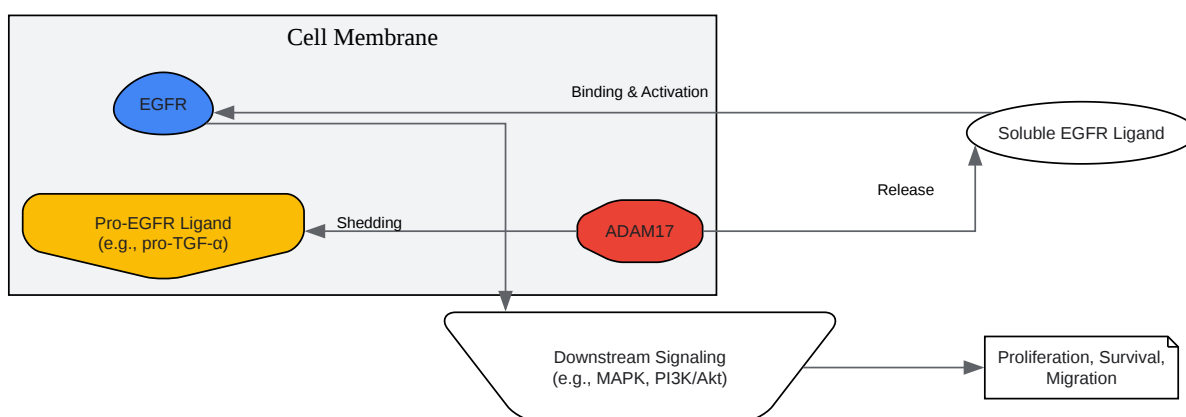 Cell Membrane
EGFR
Binding & Activation
Soluble EGFR Ligand
Release
Pro-EGFR Ligand
(e.g., pro-TGF-α)
Shedding
ADAM17
Downstream Signaling
(e.g., MAPK, PI3K/Akt)
Proliferation, Survival,
Migration